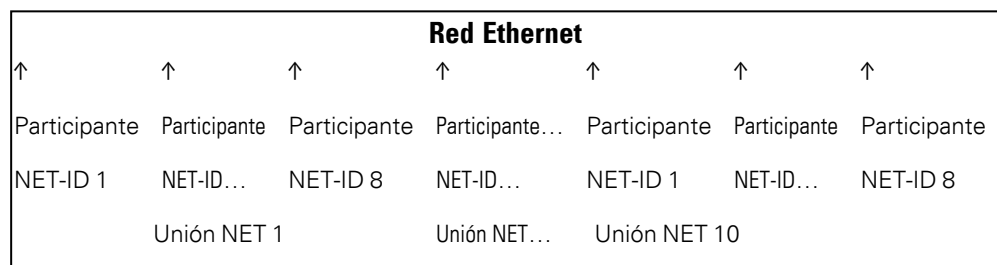 Red Ethernet
↑ ↑ ↑ ↑ ↑ ↑ ↑
Participante Participante Participante Participante... Participante Participante Participante
NET-ID 1 NET-ID... NET-ID 8 NET-ID... NET-ID 1 NET-ID... NET-ID 8
Unión NET 1 Unión NET... Unión NET 10